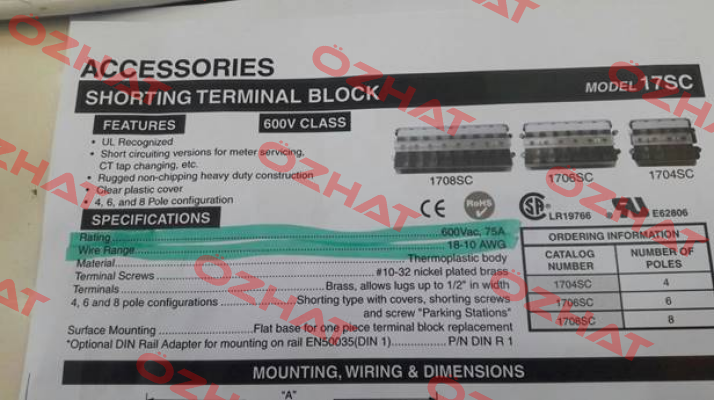 ACCESSORIES
SHORTING TERMINAL BLOCK MODEL 17SC
FEATURES 600V CLASS
• UL Recognized
• Short circuiting versions for meter servicing,
CT tap changing, etc.
• Rugged non-chipping heavy duty construction
• Clear plastic cover
• 4, 6, and 8 Pole configuration
1708SC 1706SC 1704SC
CE RoHS LR19766 E62806
SPECIFICATIONS
Rating 600Vac, 75A
Wire Range 18-10 AWG
Material Thermoplastic body
Terminal Screws #10-32 nickel plated brass
Terminals Brass, allows lugs up to 1/2" in width
4, 6 and 8 pole configurations Shorting type with covers, shorting screws
and screw "Parking Stations"
Surface Mounting Flat base for one piece terminal block replacement
*Optional DIN Rail Adapter for mounting on rail EN50035(DIN 1) P/N DIN R 1
ORDERING INFORMATION
CATALOG NUMBER NUMBER OF POLES
1704SC 4
1706SC 6
1708SC 8
MOUNTING, WIRING & DIMENSIONS
"A"
ÖZHAT